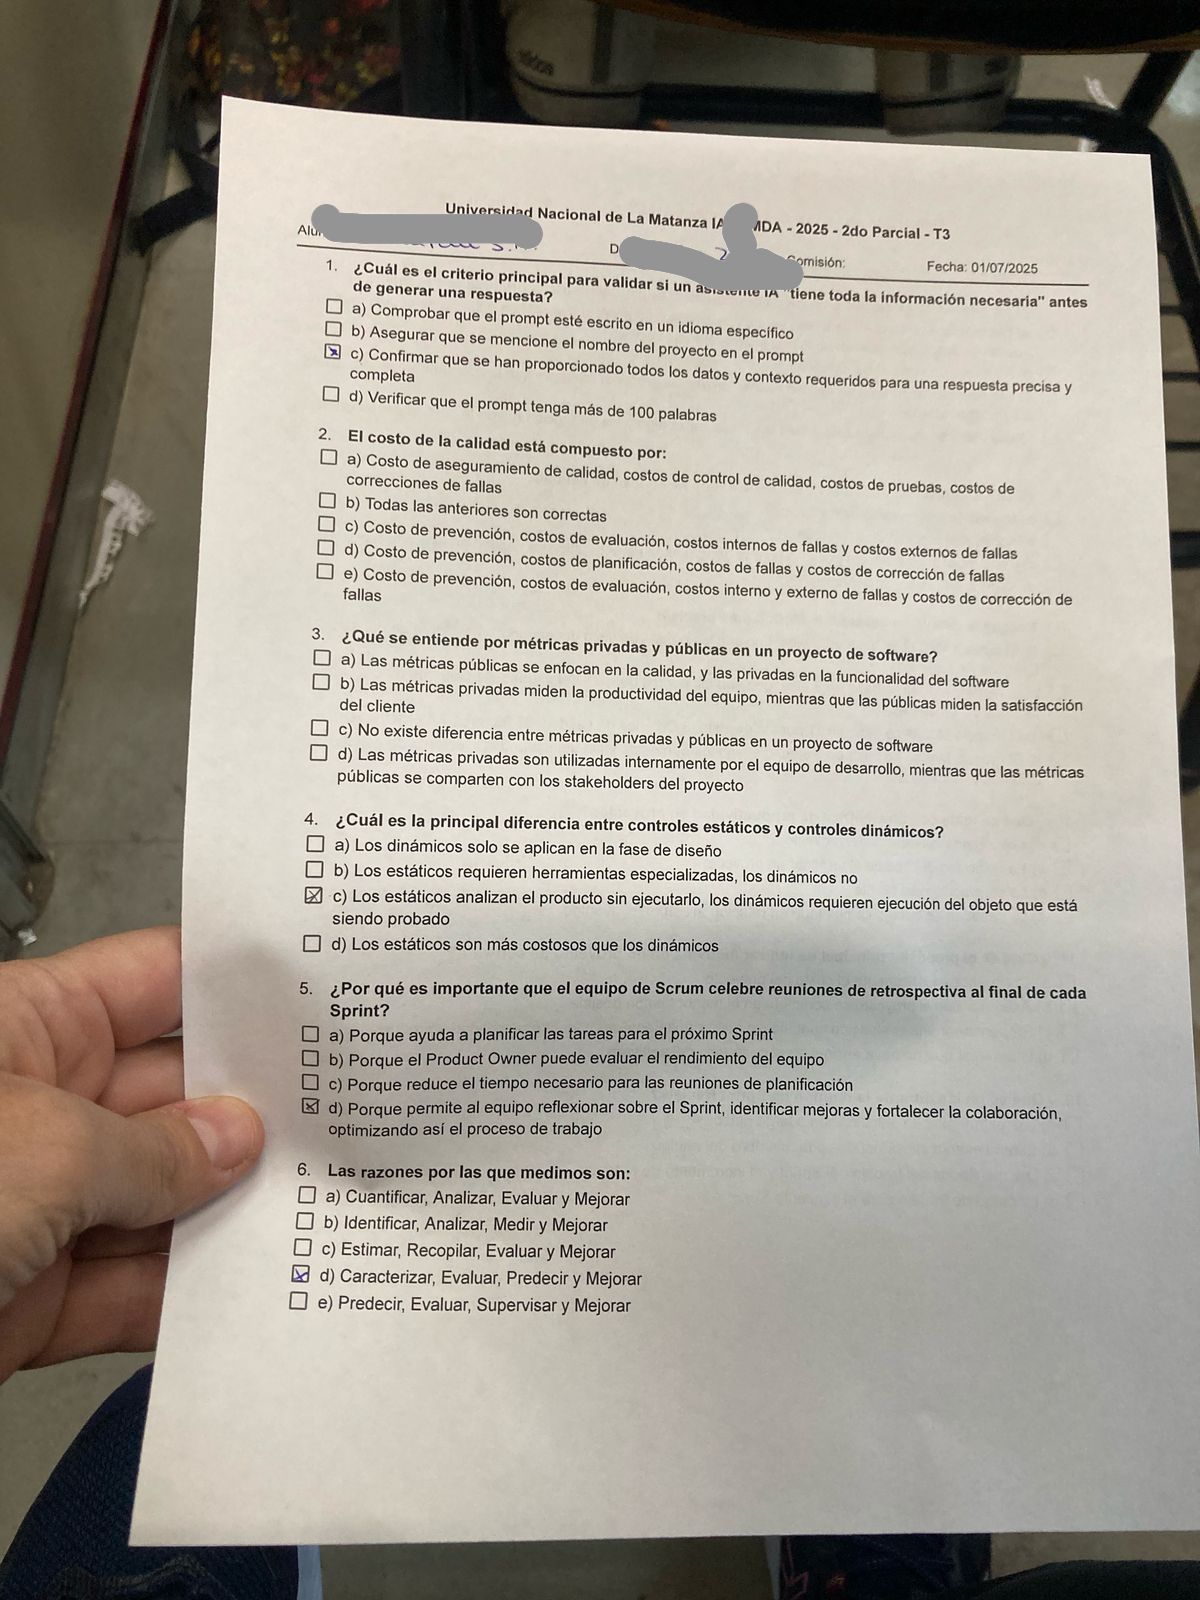 Universidad Nacional de La Matanza IA MDA - 2025 - 2do Parcial - T3
Comisión: Fecha: 01/07/2025
1. ¿Cuál es el criterio principal para validar si un asistente IA "tiene toda la información necesaria" antes
de generar una respuesta?
a) Comprobar que el prompt esté escrito en un idioma específico
b) Asegurar que se mencione el nombre del proyecto en el prompt
c) Confirmar que se han proporcionado todos los datos y contexto requeridos para una respuesta precisa y
completa
d) Verificar que el prompt tenga más de 100 palabras
2. El costo de la calidad está compuesto por:
a) Costo de aseguramiento de calidad, costos de control de calidad, costos de pruebas, costos de
correcciones de fallas
b) Todas las anteriores son correctas
c) Costo de prevención, costos de evaluación, costos internos de fallas y costos externos de fallas
d) Costo de prevención, costos de planificación, costos de fallas y costos de corrección de fallas
e) Costo de prevención, costos de evaluación, costos interno y externo de fallas y costos de corrección de
fallas
3. ¿Qué se entiende por métricas privadas y públicas en un proyecto de software?
a) Las métricas públicas se enfocan en la calidad, y las privadas en la funcionalidad del software
b) Las métricas privadas miden la productividad del equipo, mientras que las públicas miden la satisfacción
del cliente
c) No existe diferencia entre métricas privadas y públicas en un proyecto de software
d) Las métricas privadas son utilizadas internamente por el equipo de desarrollo, mientras que las métricas
públicas se comparten con los stakeholders del proyecto
4. ¿Cuál es la principal diferencia entre controles estáticos y controles dinámicos?
a) Los dinámicos solo se aplican en la fase de diseño
b) Los estáticos requieren herramientas especializadas, los dinámicos no
c) Los estáticos analizan el producto sin ejecutarlo, los dinámicos requieren ejecución del objeto que está
siendo probado
d) Los estáticos son más costosos que los dinámicos
5. ¿Por qué es importante que el equipo de Scrum celebre reuniones de retrospectiva al final de cada
Sprint?
a) Porque ayuda a planificar las tareas para el próximo Sprint
b) Porque el Product Owner puede evaluar el rendimiento del equipo
c) Porque reduce el tiempo necesario para las reuniones de planificación
d) Porque permite al equipo reflexionar sobre el Sprint, identificar mejoras y fortalecer la colaboración,
optimizando así el proceso de trabajo
6. Las razones por las que medimos son:
a) Cuantificar, Analizar, Evaluar y Mejorar
b) Identificar, Analizar, Medir y Mejorar
c) Estimar, Recopilar, Evaluar y Mejorar
d) Caracterizar, Evaluar, Predecir y Mejorar
e) Predecir, Evaluar, Supervisar y Mejorar